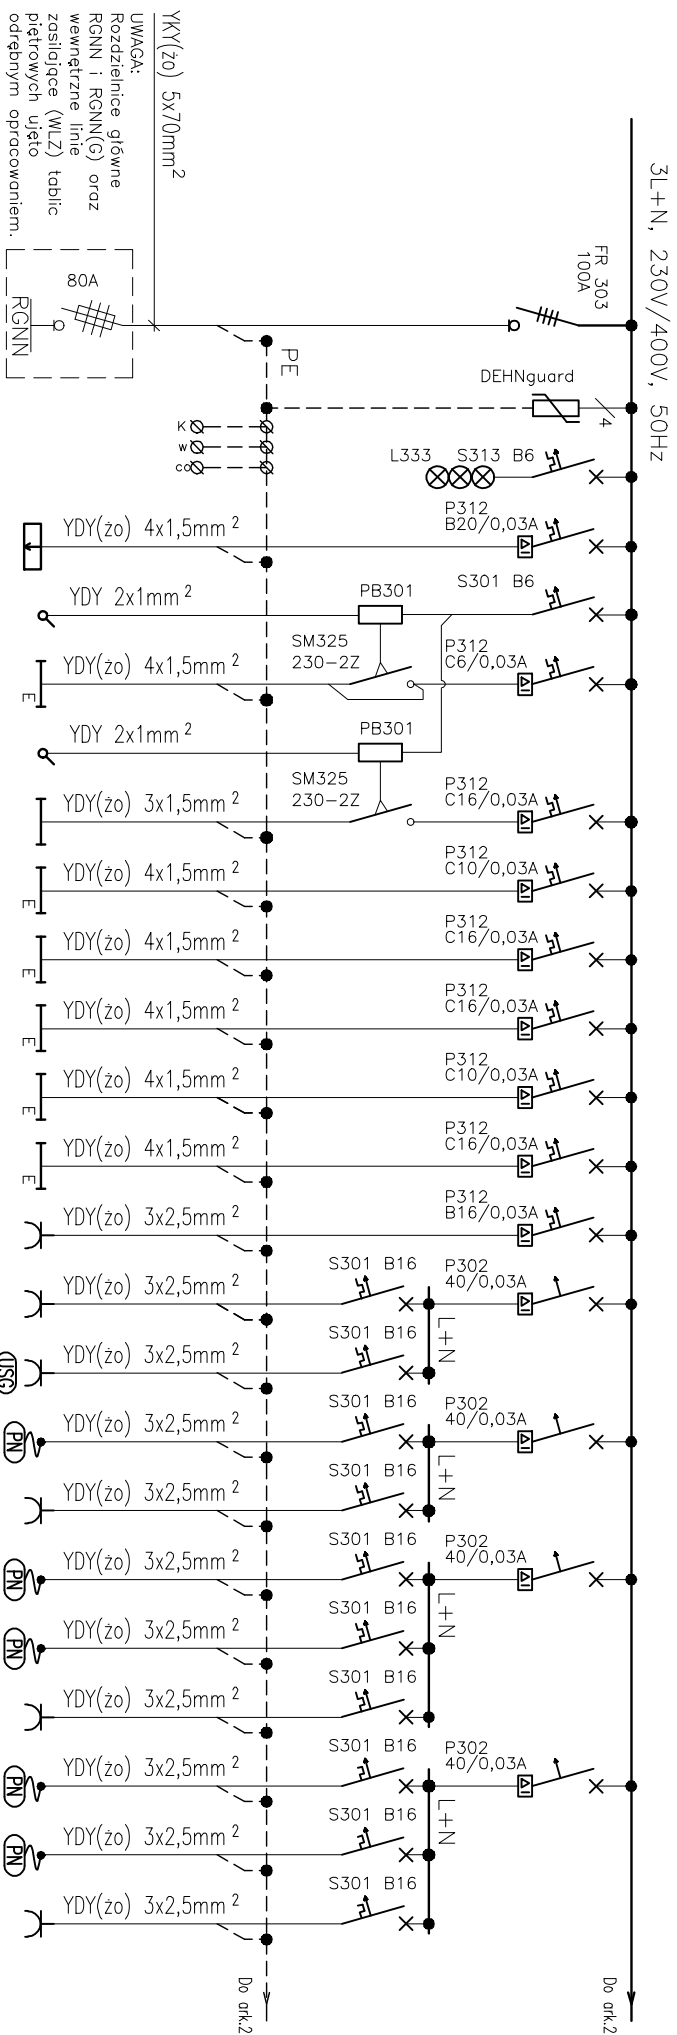 3L+N, 230V/400V, 50Hz
YKY(żo) 5x70mm²
UWAGA:
Rozdzielnice główne
RGNN i RGNN(G) oraz
wewnętrzne linie
zasilające (WLZ) tablic
piętrowych ujęto
odrębnym opracowaniem.
80A
RGNN
FR 303
100A
PE
DEHNguard
4
K
w
co
L333 S313 B6
P312
B20/0,03A
YDY(żo) 4x1,5mm²
S301 B6
PB301
YDY 2x1mm²
P312
C6/0,03A
SM325
230-2Z
YDY(żo) 4x1,5mm²
E
PB301
YDY 2x1mm²
P312
C16/0,03A
SM325
230-2Z
YDY(żo) 3x1,5mm²
P312
C10/0,03A
YDY(żo) 4x1,5mm²
E
P312
C16/0,03A
YDY(żo) 4x1,5mm²
E
P312
C16/0,03A
YDY(żo) 4x1,5mm²
E
P312
C10/0,03A
YDY(żo) 4x1,5mm²
E
P312
C16/0,03A
YDY(żo) 4x1,5mm²
E
P312
B16/0,03A
YDY(żo) 3x2,5mm²
P302
40/0,03A
L+N
S301 B16
YDY(żo) 3x2,5mm²
S301 B16
YDY(żo) 3x2,5mm²
USG
P302
40/0,03A
L+N
S301 B16
YDY(żo) 3x2,5mm²
PN
S301 B16
YDY(żo) 3x2,5mm²
P302
40/0,03A
L+N
S301 B16
YDY(żo) 3x2,5mm²
PN
S301 B16
YDY(żo) 3x2,5mm²
PN
S301 B16
YDY(żo) 3x2,5mm²
P302
40/0,03A
L+N
S301 B16
YDY(żo) 3x2,5mm²
PN
S301 B16
YDY(żo) 3x2,5mm²
PN
S301 B16
YDY(żo) 3x2,5mm²
Do ark.2
Do ark.2